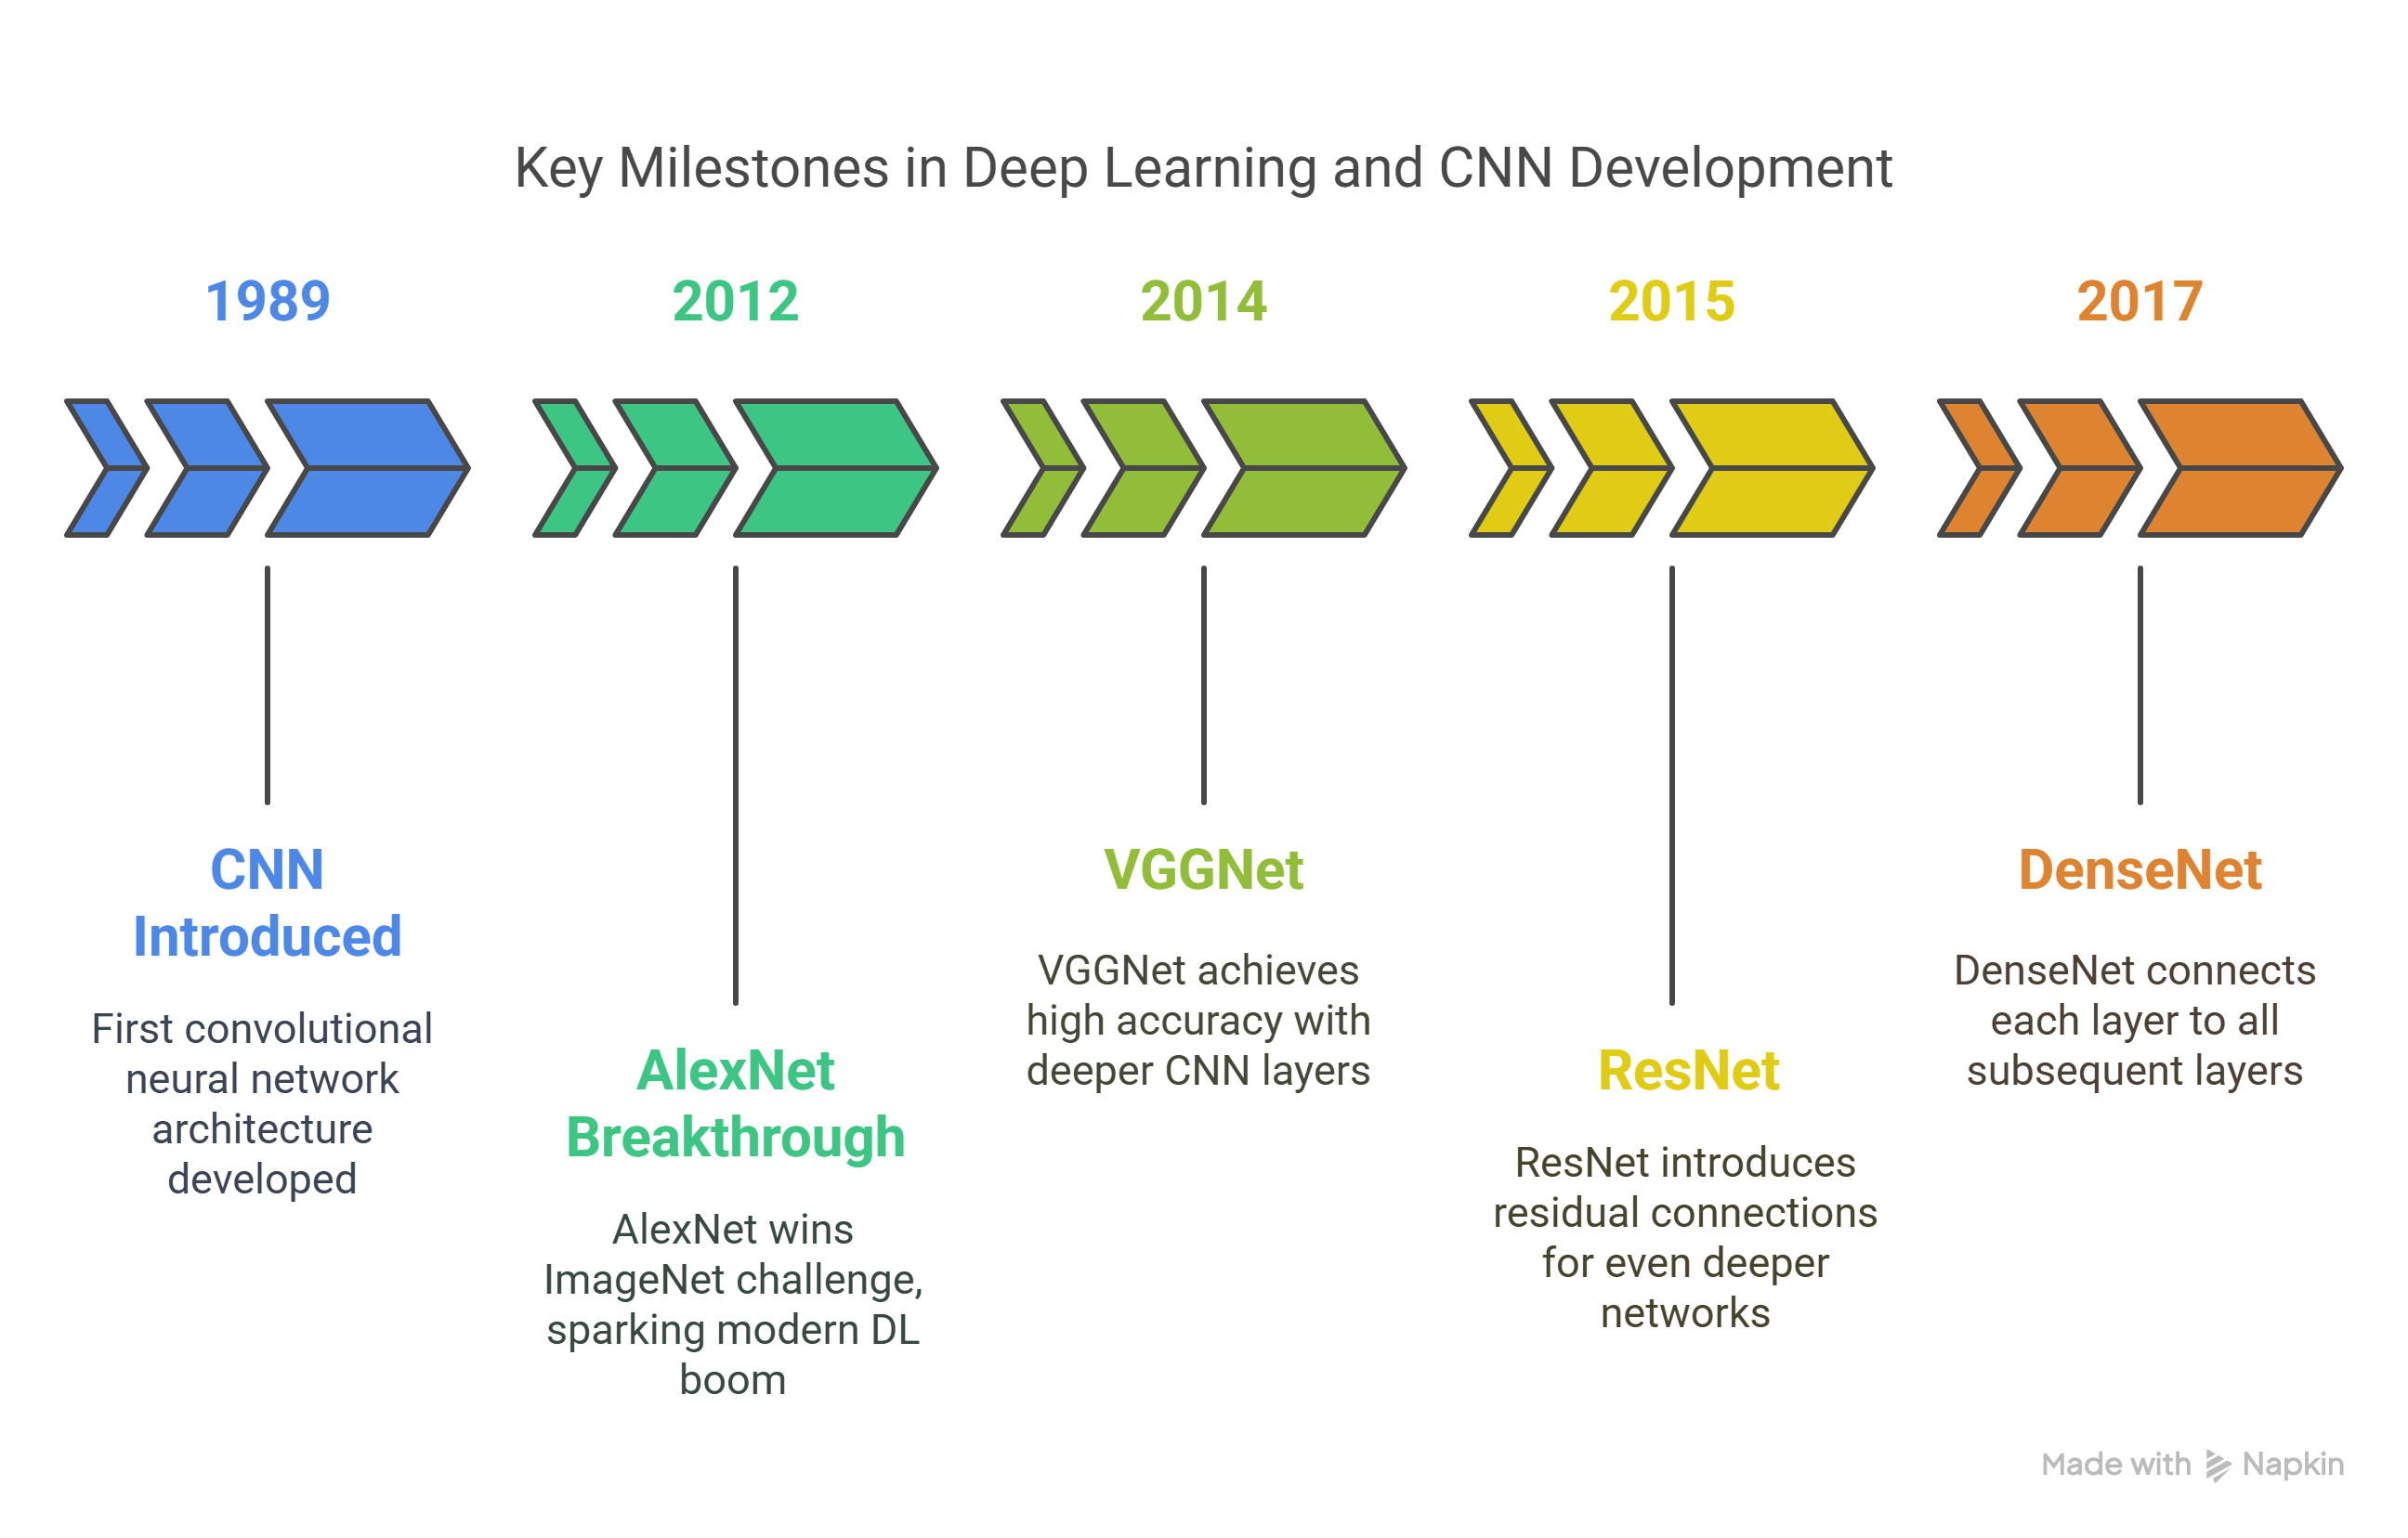 Key Milestones in Deep Learning and CNN Development
1989
2012
2014
2015
2017
CNN
Introduced
First convolutional
neural network
architecture
developed
AlexNet
Breakthrough
AlexNet wins
ImageNet challenge,
sparking modern DL
boom
VGGNet
VGGNet achieves
high accuracy with
deeper CNN layers
ResNet
ResNet introduces
residual connections
for even deeper
networks
DenseNet
DenseNet connects
each layer to all
subsequent layers
Made with Napkin